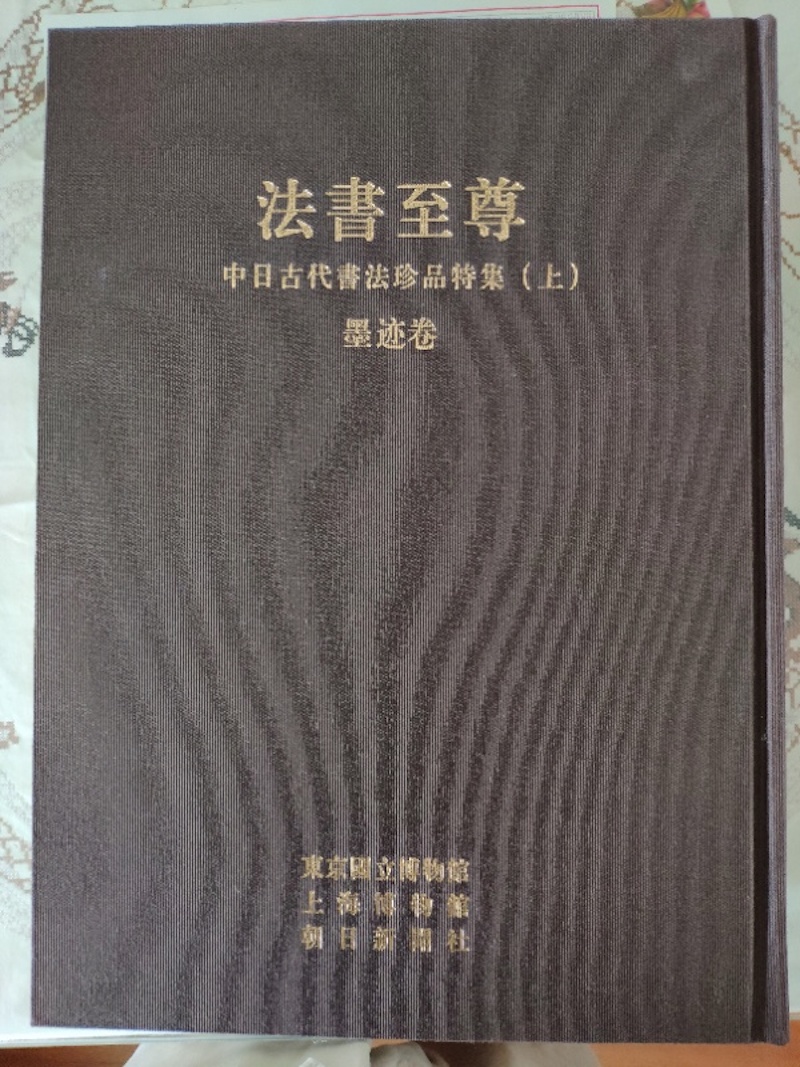 法書至尊
中日古代書法珍品特集（上）
墨迹卷
東京國立博物館
上海博物館
朝日新聞社